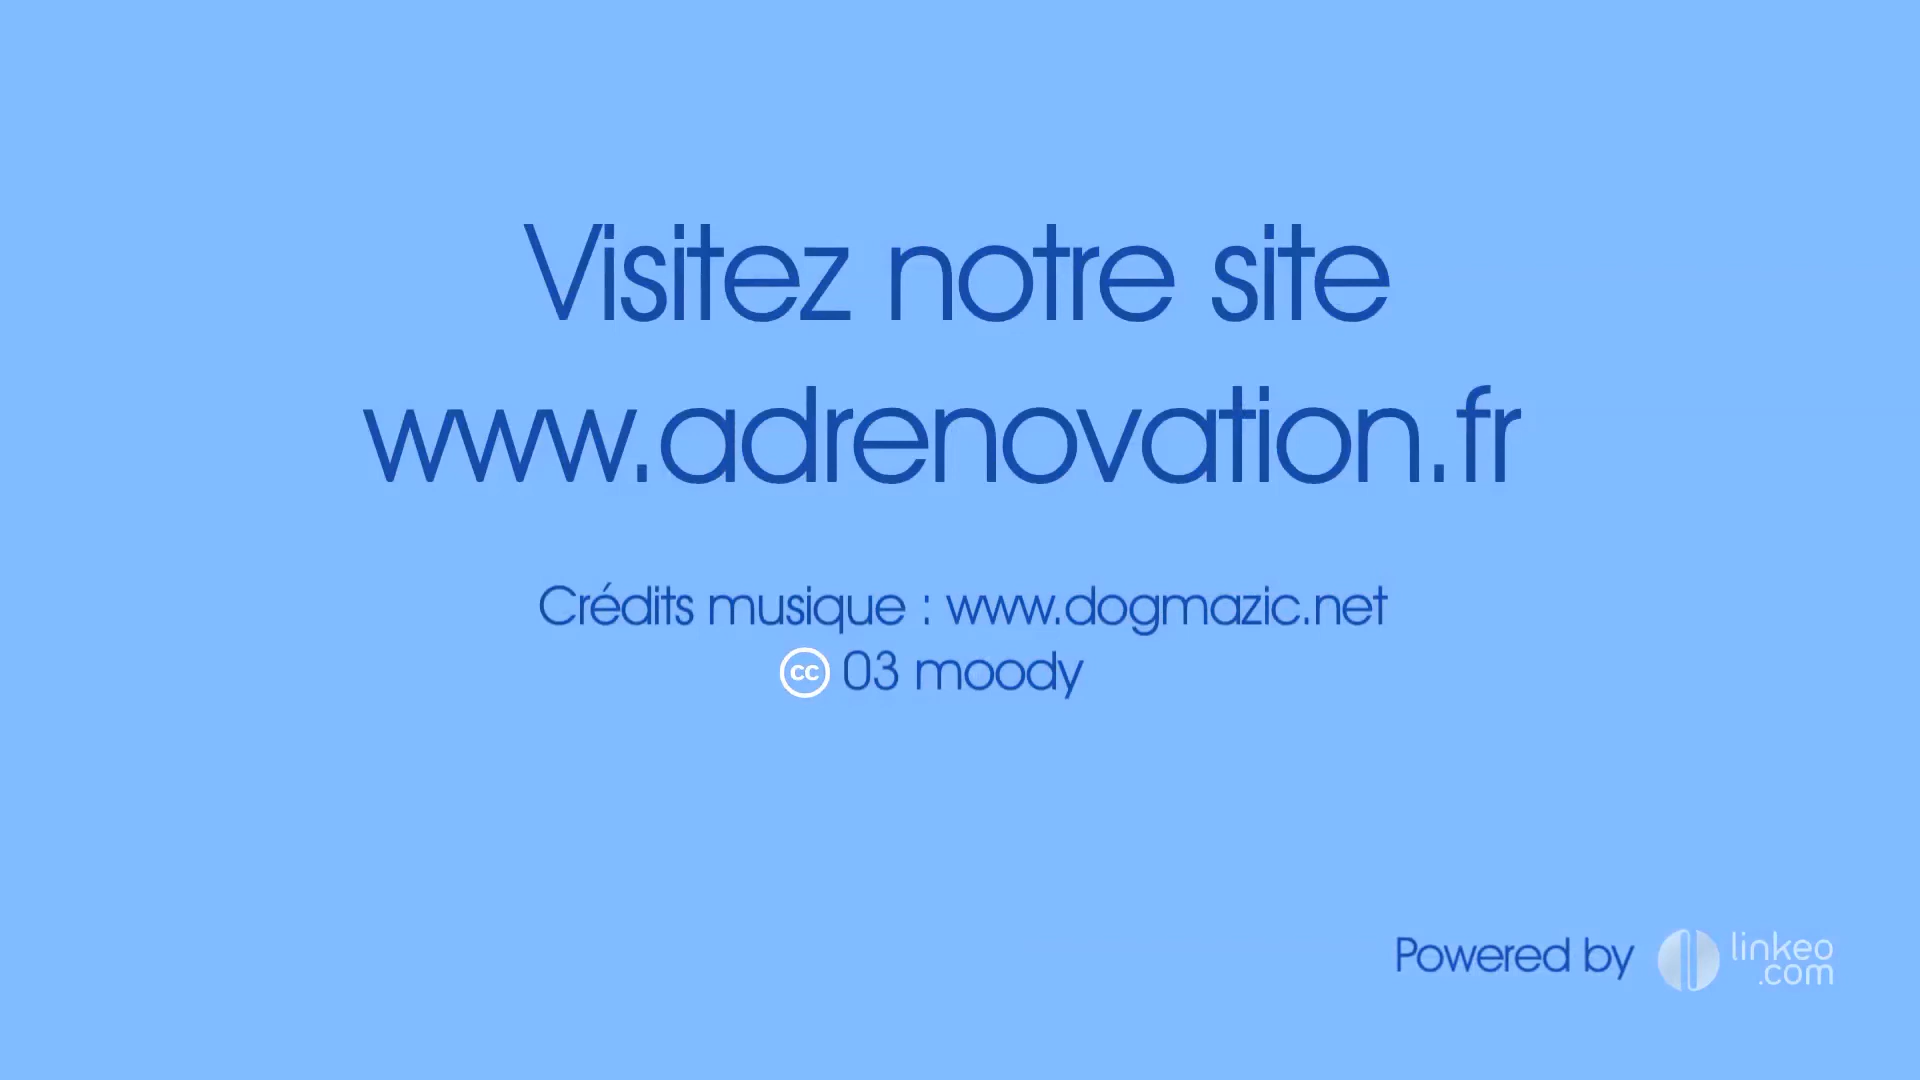 Visitez notre site
www.adrenovation.fr
Crédits musique : www.dogmazic.net
cc 03 moody
Powered by linkeo
.com